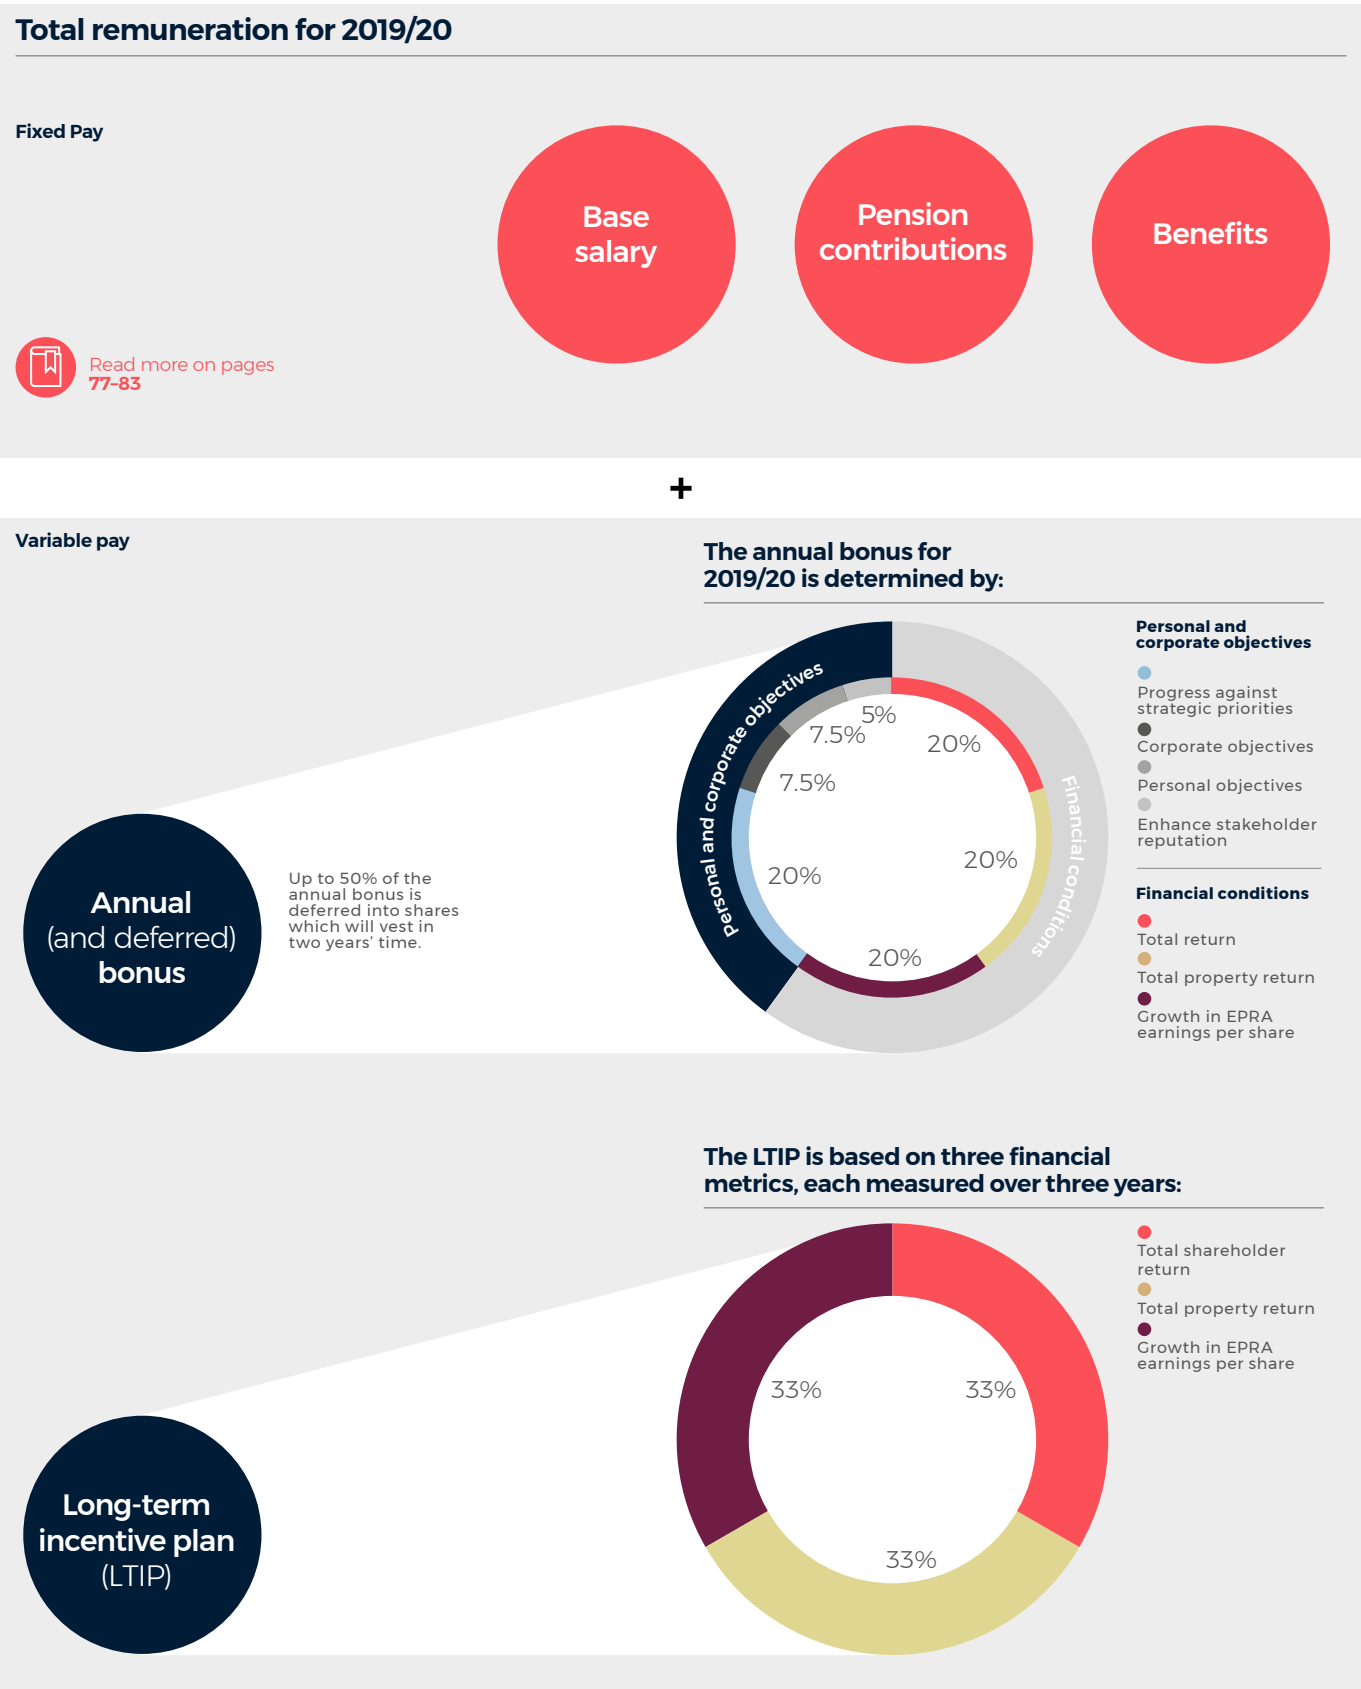 Total remuneration for 2019/20
Fixed Pay
Base
salary
Pension
contributions
Benefits
Read more on pages
77–83
+
Variable pay
Annual
(and deferred)
bonus
Up to 50% of the
annual bonus is
deferred into shares
which will vest in
two years’ time.
The annual bonus for
2019/20 is determined by:
Personal and corporate objectives
Financial conditions
5%
7.5%
7.5%
20%
20%
20%
20%
Personal and
corporate objectives
Progress against
strategic priorities
Corporate objectives
Personal objectives
Enhance stakeholder
reputation
Financial conditions
Total return
Total property return
Growth in EPRA
earnings per share
Long-term
incentive plan
(LTIP)
The LTIP is based on three financial
metrics, each measured over three years:
33%
33%
33%
Total shareholder
return
Total property return
Growth in EPRA
earnings per share